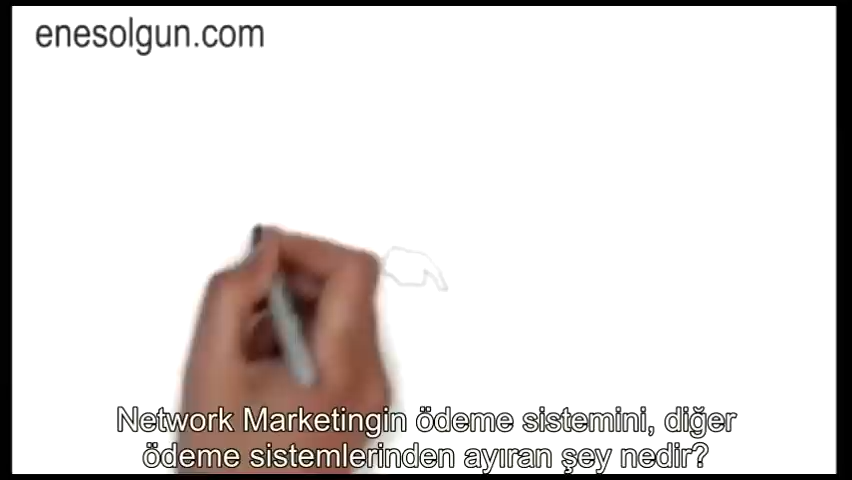 enesolgun.com
Network Marketingin ödeme sistemini, diğer
ödeme sistemlerinden ayıran şey nedir?